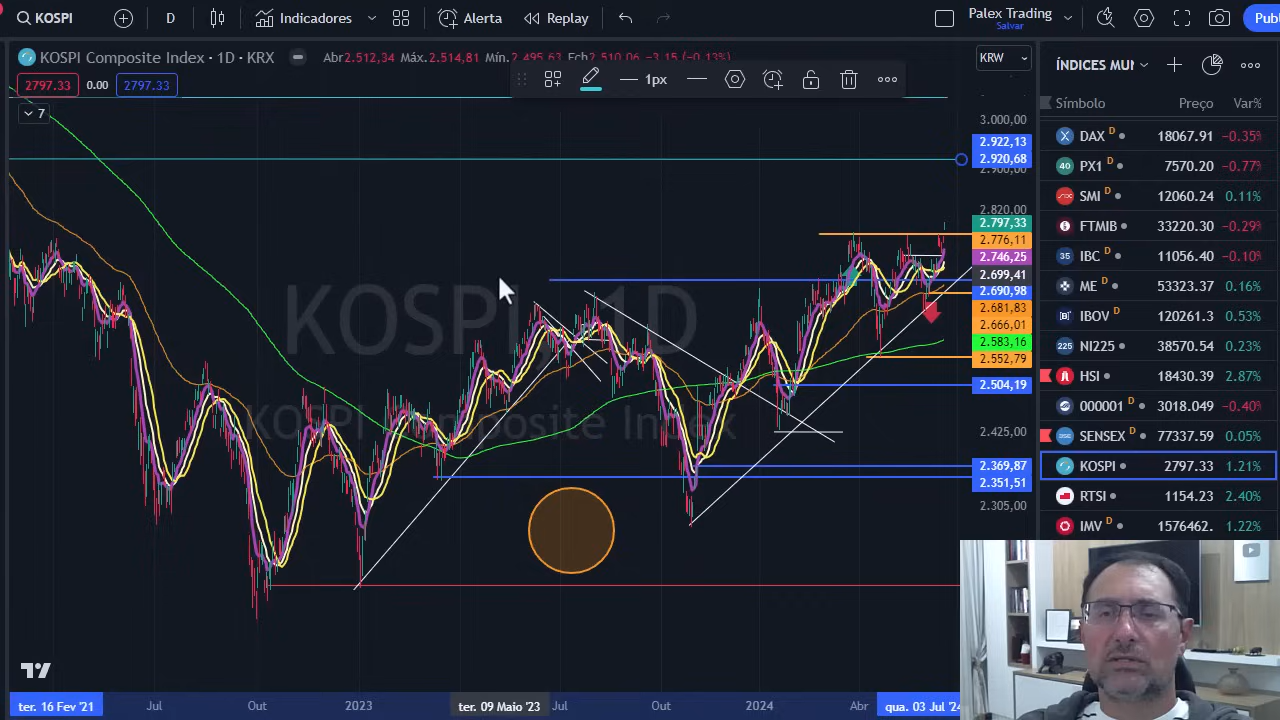 KOSPI D Indicadores Alerta Replay Palex Trading Salvar Publ
KOSPI Composite Index · 1D · KRX Abr2.512,34 Máx.2.514,81 Mín.2.495,63 Fch2.510,06 −3,15 (−0,13%)
2797.33 0.00 2797.33
1px
7
KRW
3.000,00
2.922,13
2.920,68
2.900,00
2.820,00
2.797,33
2.776,11
2.746,25
2.699,41
2.690,98
2.681,83
2.666,01
2.583,16
2.552,79
2.504,19
2.425,00
2.369,87
2.351,51
2.305,00
KOSPI, 1D
KOSPI Composite Index
ter. 16 Fev '21 Jul Out 2023 ter. 09 Maio '23 Jul Out 2024 Abr qua. 03 Jul '24
ÍNDICES MUN
Símbolo Preço Var%
DAX D 18067.91 −0.35%
40 PX1 D 7570.20 −0.77%
SMI D 12060.24 0.11%
FTMIB D 33220.30 −0.29%
35 IBC D 11056.40 −0.10%
ME D 53323.37 0.16%
IBOV D 120261.3 0.53%
225 NI225 D 38570.54 0.23%
HSI D 18430.39 2.87%
000001 D 3018.049 −0.40%
SENSEX D 77337.59 0.05%
KOSPI 2797.33 1.21%
RTSI 1154.23 2.40%
IMV D 1576462. 1.22%